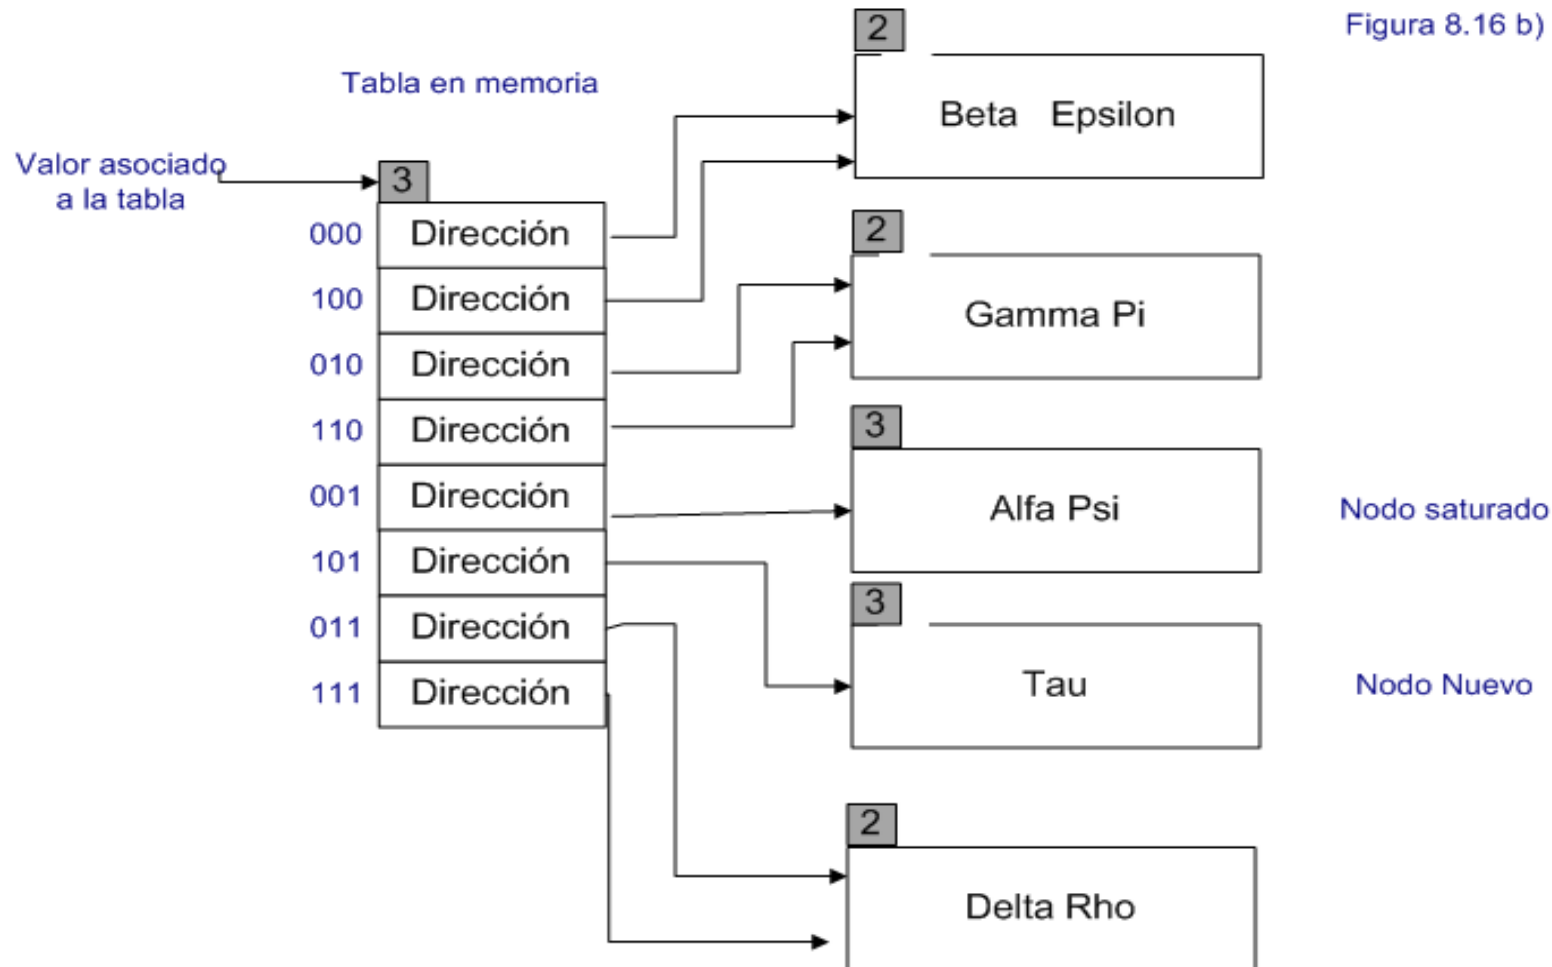 Figura 8.16 b)
Tabla en memoria
Valor asociado
a la tabla
3
000 Dirección
100 Dirección
010 Dirección
110 Dirección
001 Dirección
101 Dirección
011 Dirección
111 Dirección
2
Beta Epsilon
2
Gamma Pi
3
Alfa Psi
Nodo saturado
3
Tau
Nodo Nuevo
2
Delta Rho